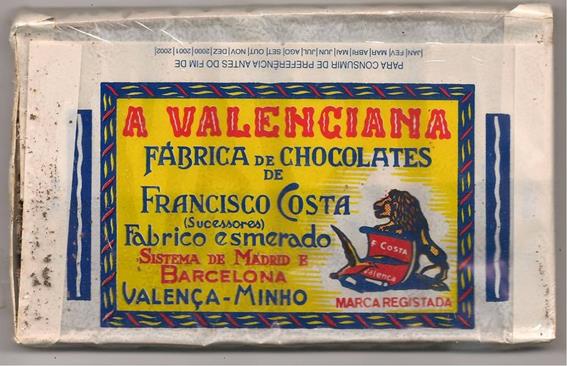 |JAN| FEV| MAR| ABR| MAI| JUN| JUL| AGO| SET| OUT| NOV| DEZ |2000 |2001 |2002|
PARA CONSUMIR DE PREFERÊNCIA ANTES DO FIM DE
A VALENCIANA
FÁBRICA DE CHOCOLATES
DE
FRANCISCO COSTA
(Sucessores)
Fabrico esmerado
SISTEMA DE MADRID E
BARCELONA
VALENÇA-MINHO
F COSTA
Valença
MARCA REGISTADA